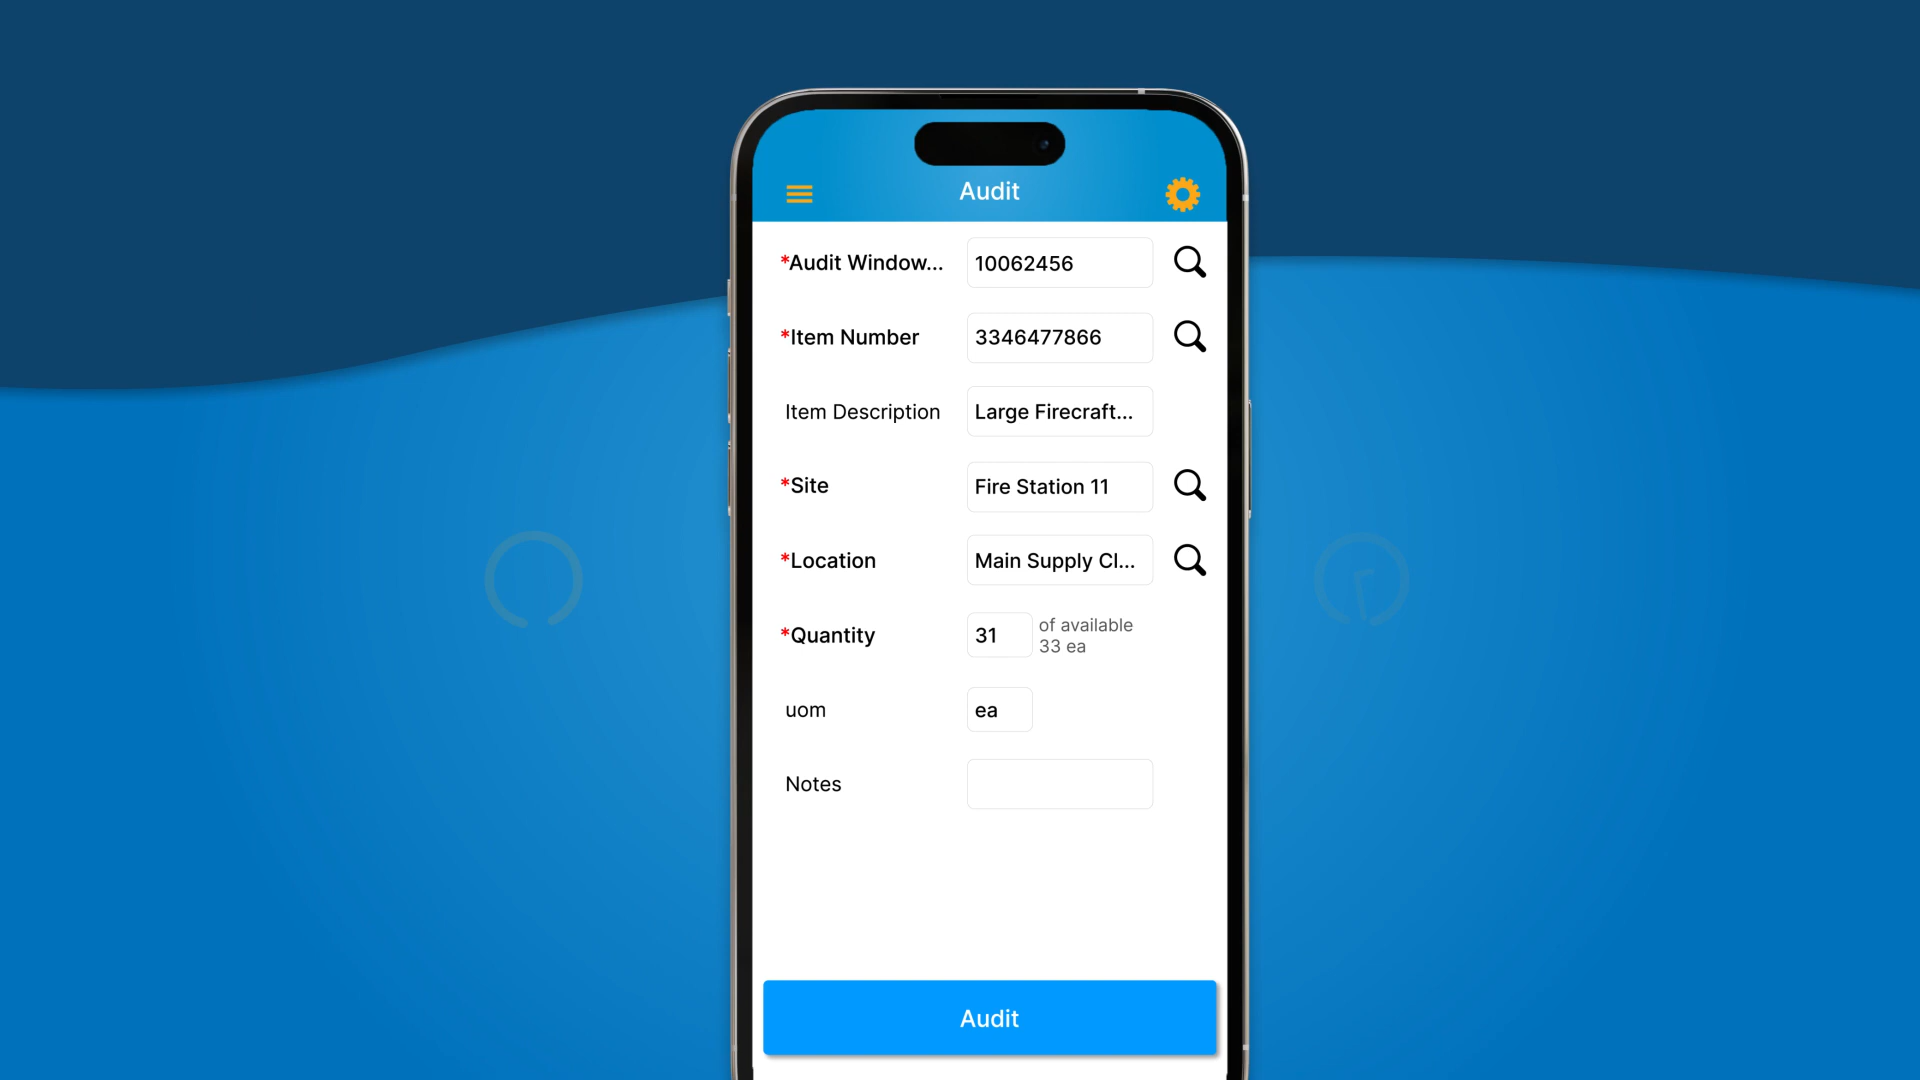 Audit
*Audit Window... 10062456
*Item Number 3346477866
Item Description Large Firecraft...
*Site Fire Station 11
*Location Main Supply Cl...
*Quantity 31 of available
33 ea
uom ea
Notes
Audit